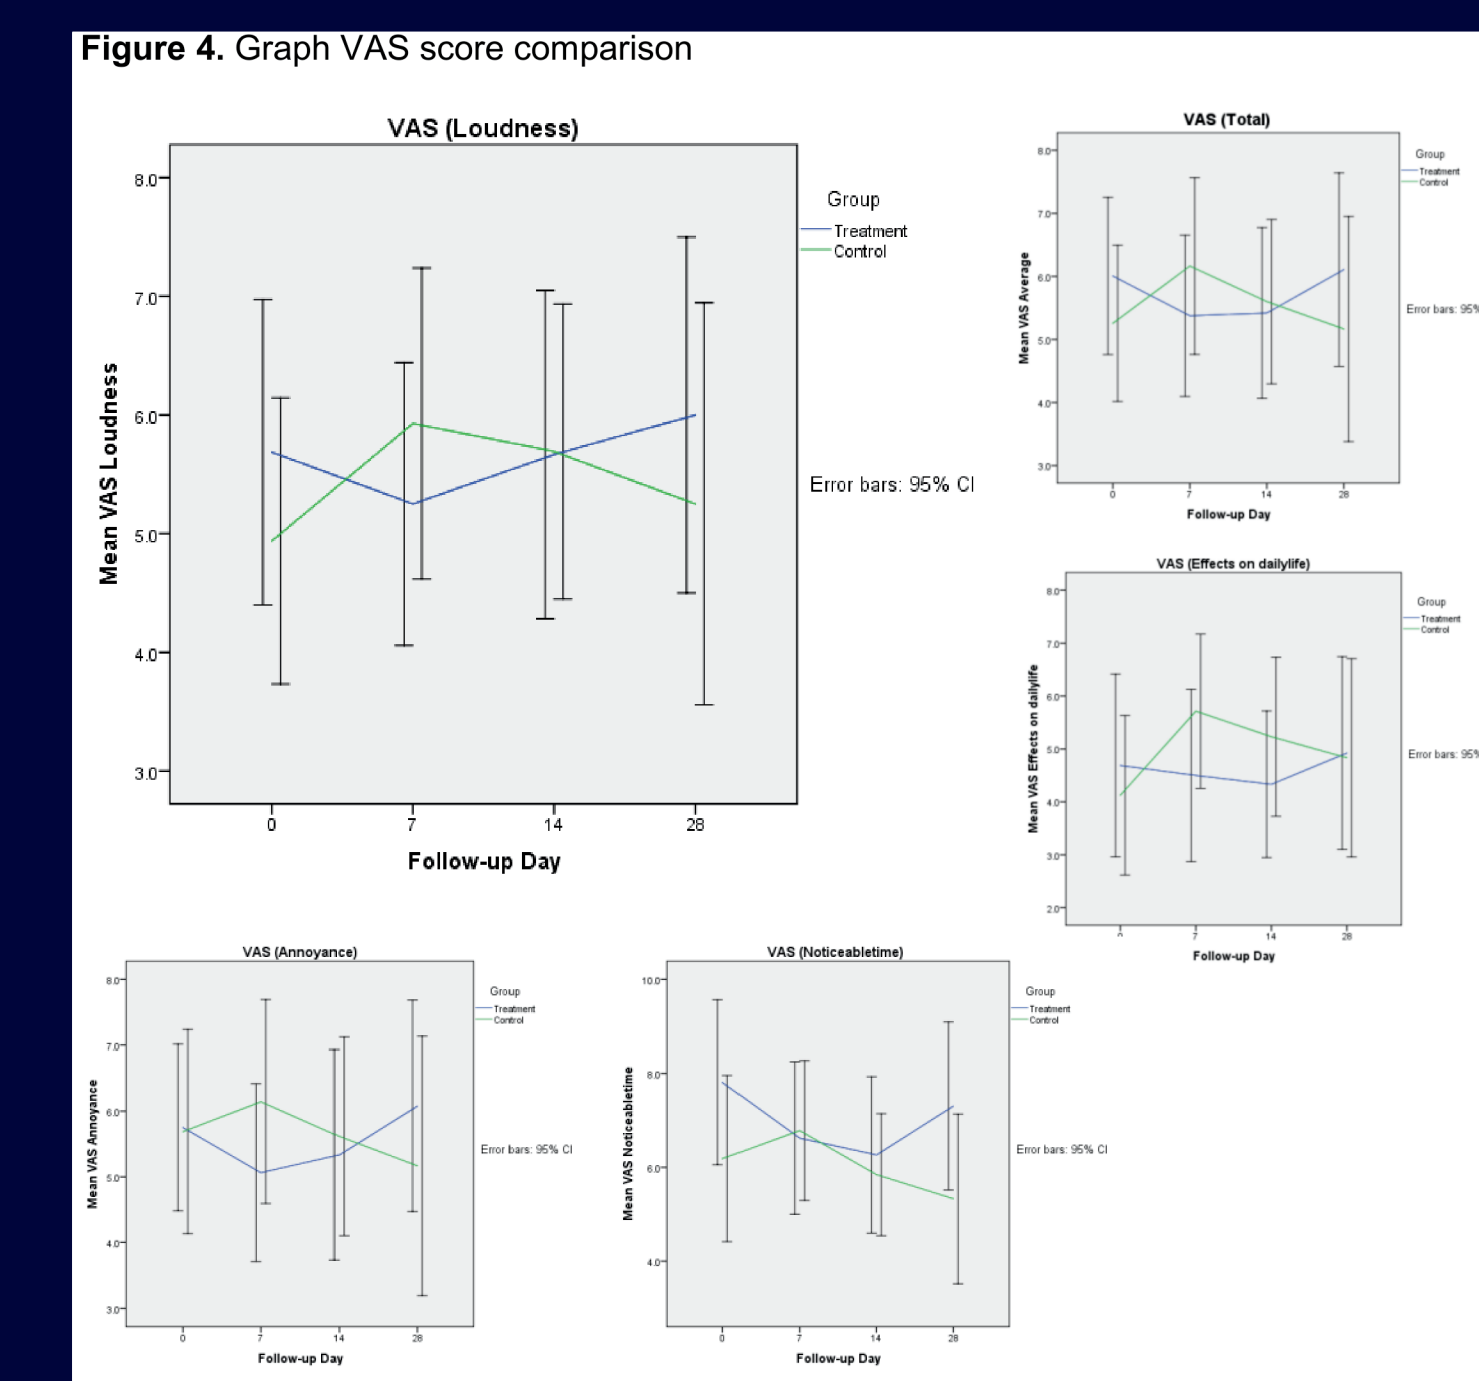 Figure 4. Graph VAS score comparison
VAS (Loudness)
Mean VAS Loudness
8.0
7.0
6.0
5.0
4.0
3.0
0 7 14 28
Follow-up Day
Group
Treatment
Control
Error bars: 95% CI
VAS (Total)
Mean VAS Average
8.0
7.0
6.0
5.0
4.0
3.0
0 7 14 28
Follow-up Day
Group
Treatment
Control
Error bars: 95%
VAS (Effects on dailylife)
Mean VAS Effects on dailylife
8.0
7.0
6.0
5.0
4.0
3.0
2.0
0 7 14 28
Follow-up Day
Group
Treatment
Control
Error bars: 95%
VAS (Annoyance)
Mean VAS Annoyance
8.0
7.0
6.0
5.0
4.0
3.0
0 7 14 28
Follow-up Day
Group
Treatment
Control
Error bars: 95% CI
VAS (Noticeabletime)
Mean VAS Noticeabletime
10.0
8.0
6.0
4.0
0 7 14 28
Follow-up Day
Group
Treatment
Control
Error bars: 95% CI